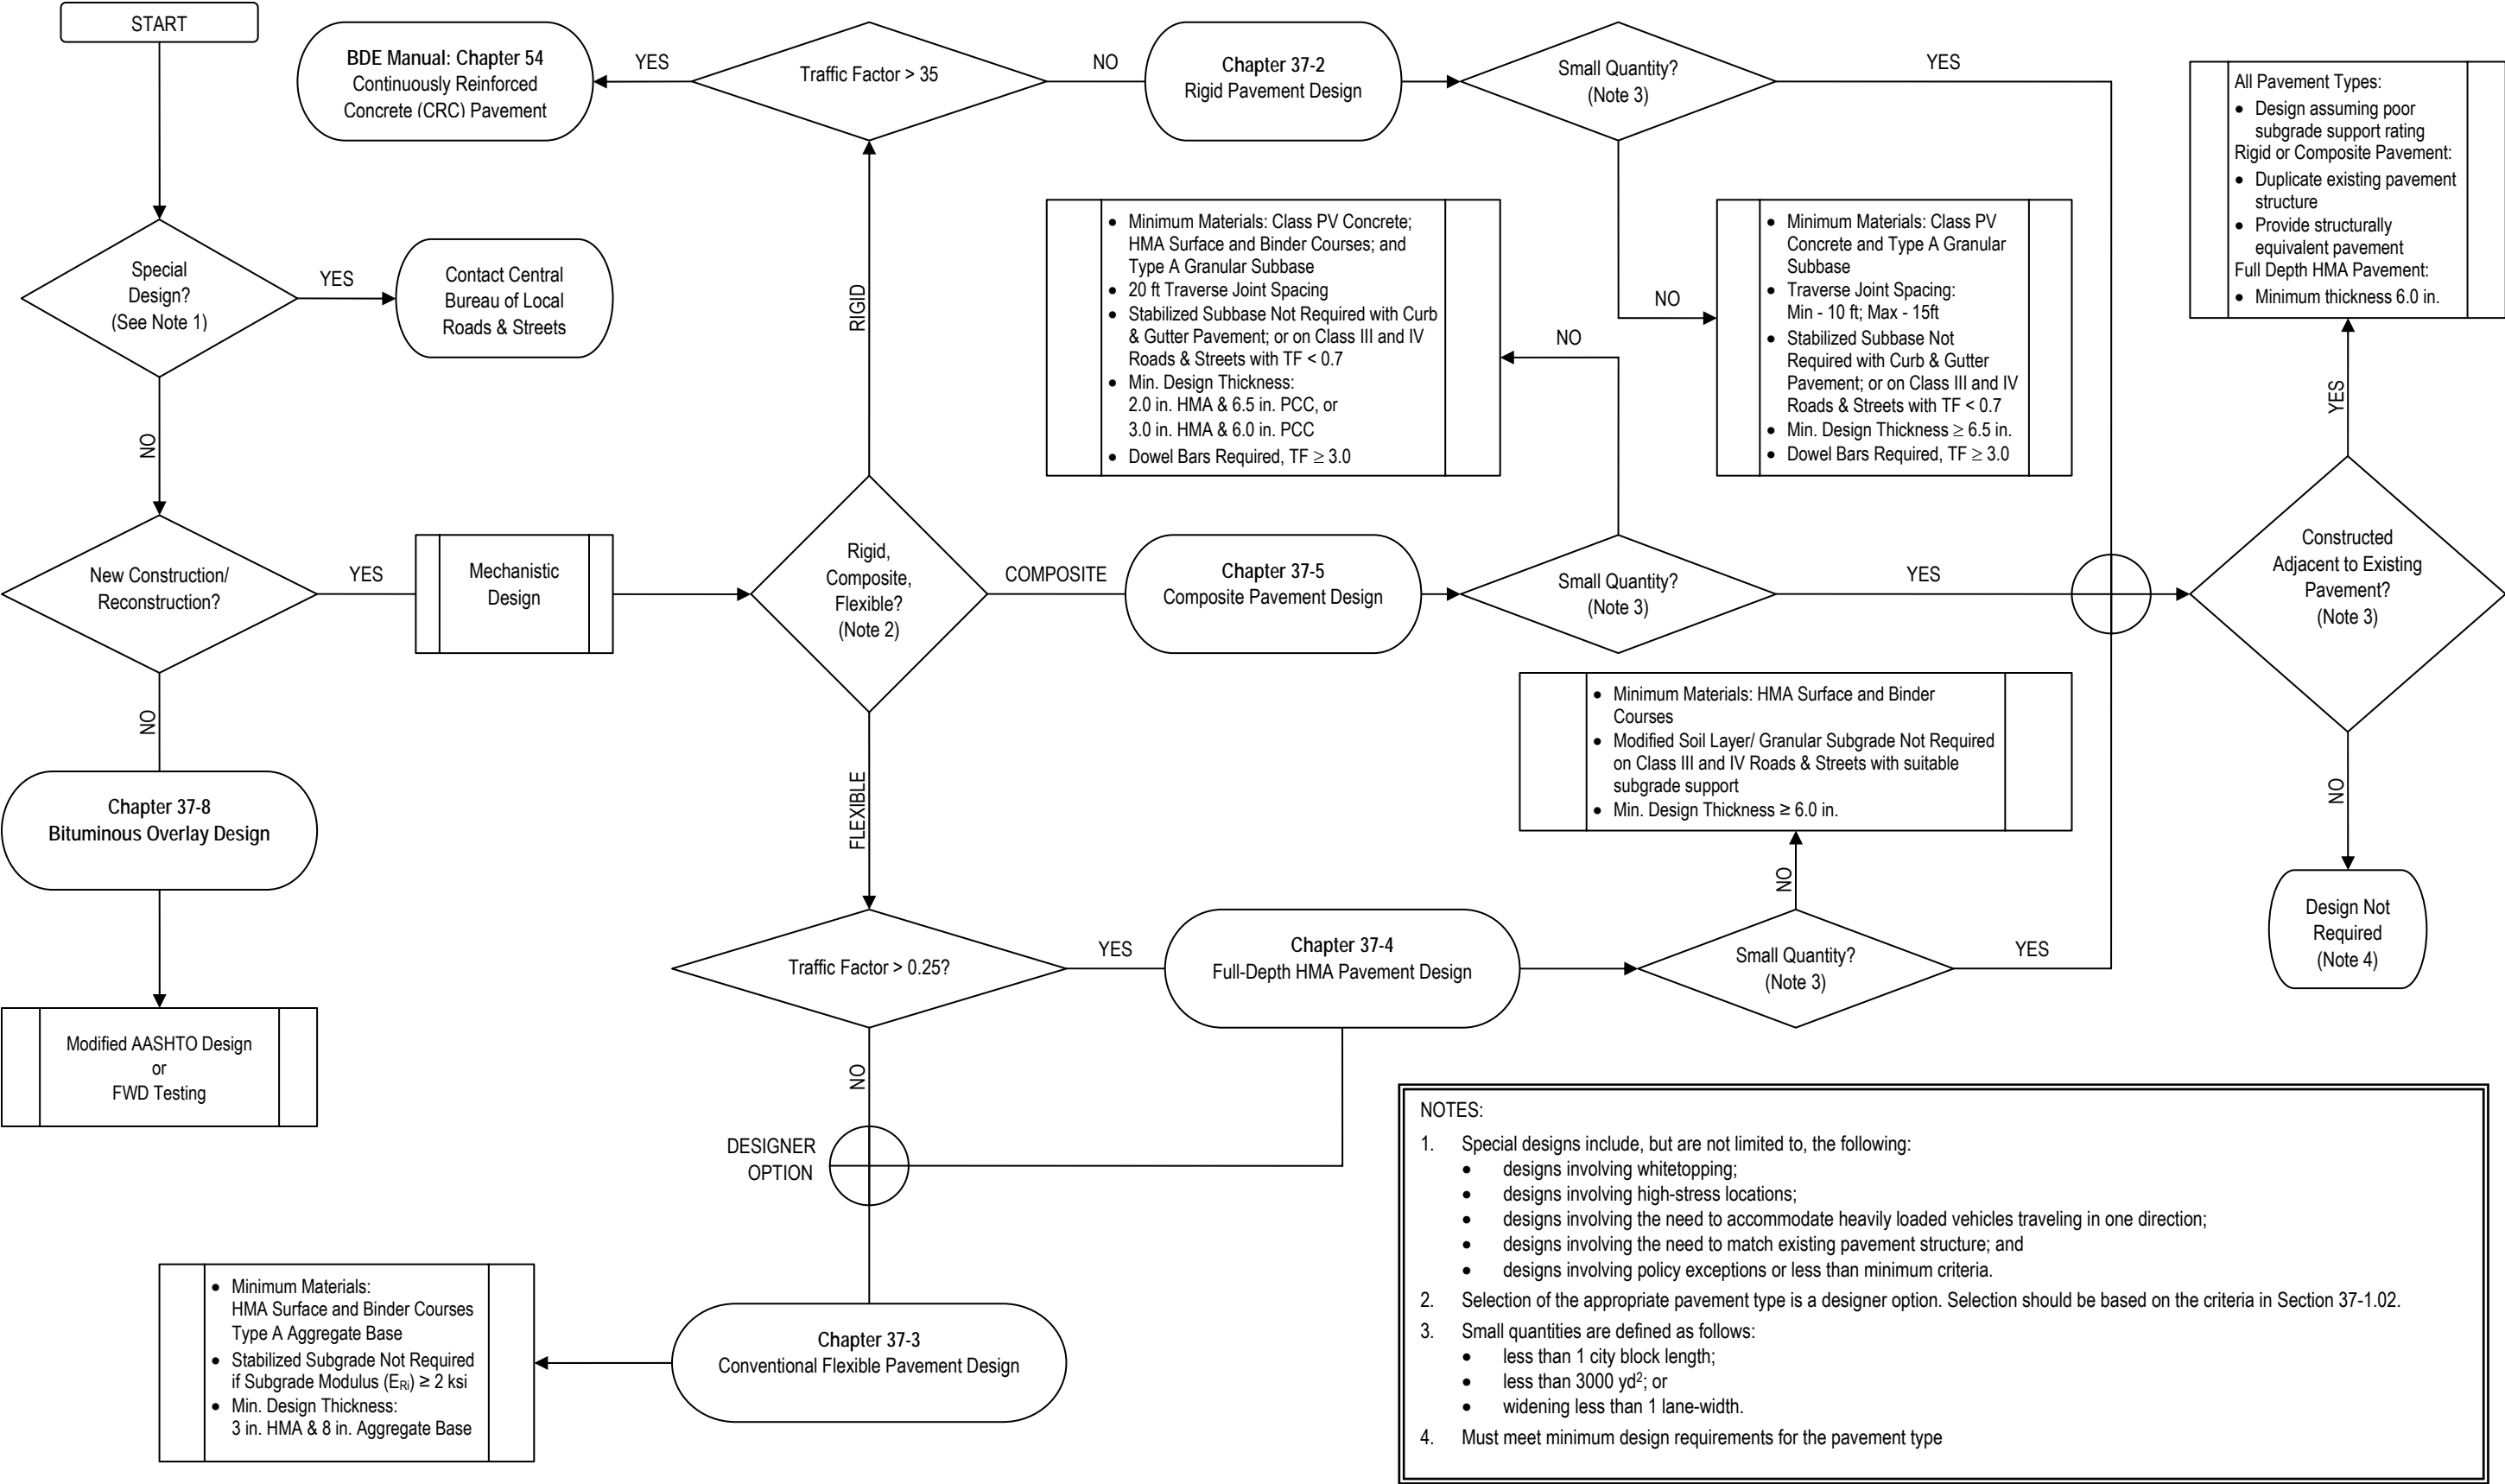 START
Special
Design?
(See Note 1)
YES
Contact Central
Bureau of Local
Roads & Streets
NO
New Construction/
Reconstruction?
YES
Mechanistic
Design
NO
Chapter 37-8
Bituminous Overlay Design
Modified AASHTO Design
or
FWD Testing
Rigid,
Composite,
Flexible?
(Note 2)
RIGID
Traffic Factor > 35
YES
BDE Manual: Chapter 54
Continuously Reinforced
Concrete (CRC) Pavement
NO
Chapter 37-2
Rigid Pavement Design
Small Quantity?
(Note 3)
YES
NO
• Minimum Materials: Class PV
Concrete and Type A Granular
Subbase
• Traverse Joint Spacing:
Min - 10 ft; Max - 15ft
• Stabilized Subbase Not
Required with Curb & Gutter
Pavement; or on Class III and IV
Roads & Streets with TF < 0.7
• Min. Design Thickness ≥ 6.5 in.
• Dowel Bars Required, TF ≥ 3.0
COMPOSITE
Chapter 37-5
Composite Pavement Design
Small Quantity?
(Note 3)
YES
NO
• Minimum Materials: Class PV Concrete;
HMA Surface and Binder Courses; and
Type A Granular Subbase
• 20 ft Traverse Joint Spacing
• Stabilized Subbase Not Required with Curb
& Gutter Pavement; or on Class III and IV
Roads & Streets with TF < 0.7
• Min. Design Thickness:
2.0 in. HMA & 6.5 in. PCC, or
3.0 in. HMA & 6.0 in. PCC
• Dowel Bars Required, TF ≥ 3.0
FLEXIBLE
Traffic Factor > 0.25?
YES
Chapter 37-4
Full-Depth HMA Pavement Design
Small Quantity?
(Note 3)
YES
NO
• Minimum Materials: HMA Surface and Binder
Courses
• Modified Soil Layer/ Granular Subgrade Not Required
on Class III and IV Roads & Streets with suitable
subgrade support
• Min. Design Thickness ≥ 6.0 in.
NO
DESIGNER
OPTION
Chapter 37-3
Conventional Flexible Pavement Design
• Minimum Materials:
HMA Surface and Binder Courses
Type A Aggregate Base
• Stabilized Subgrade Not Required
if Subgrade Modulus (ERi) ≥ 2 ksi
• Min. Design Thickness:
3 in. HMA & 8 in. Aggregate Base
Constructed
Adjacent to Existing
Pavement?
(Note 3)
YES
All Pavement Types:
• Design assuming poor
subgrade support rating
Rigid or Composite Pavement:
• Duplicate existing pavement
structure
• Provide structurally
equivalent pavement
Full Depth HMA Pavement:
• Minimum thickness 6.0 in.
NO
Design Not
Required
(Note 4)
NOTES:
1. Special designs include, but are not limited to, the following:
• designs involving whitetopping;
• designs involving high-stress locations;
• designs involving the need to accommodate heavily loaded vehicles traveling in one direction;
• designs involving the need to match existing pavement structure; and
• designs involving policy exceptions or less than minimum criteria.
2. Selection of the appropriate pavement type is a designer option. Selection should be based on the criteria in Section 37-1.02.
3. Small quantities are defined as follows:
• less than 1 city block length;
• less than 3000 yd²; or
• widening less than 1 lane-width.
4. Must meet minimum design requirements for the pavement type